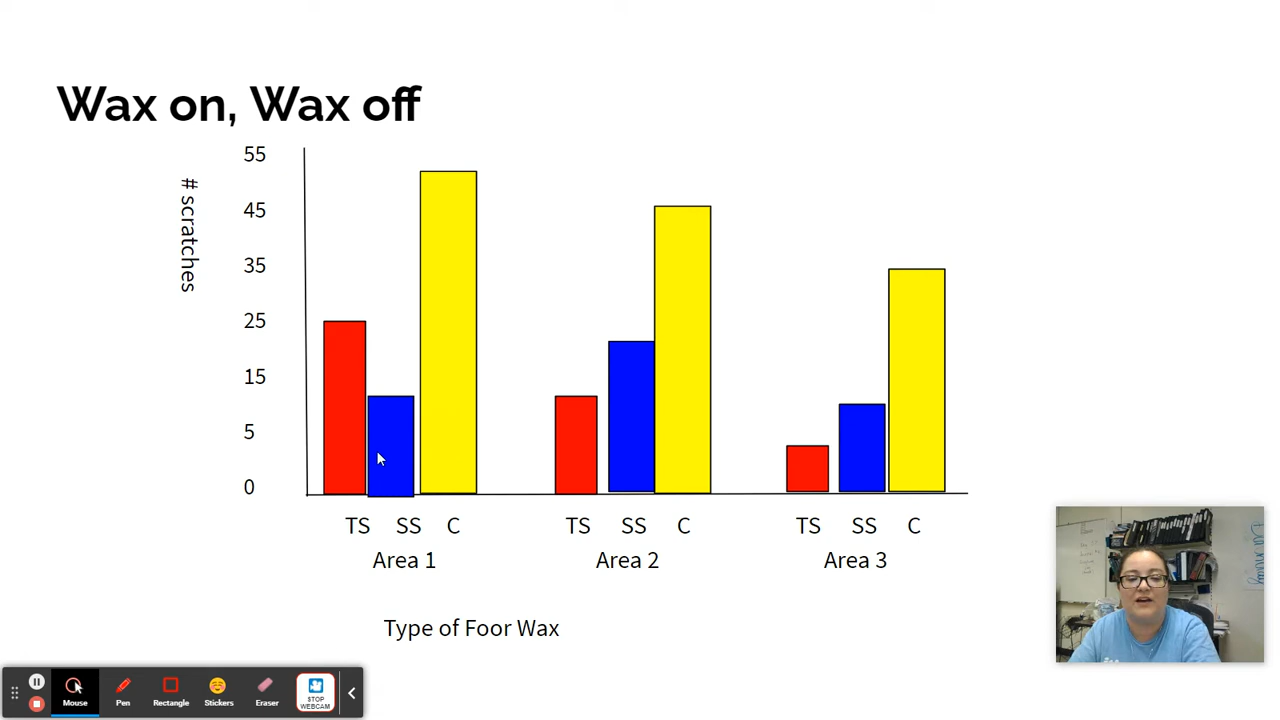 Wax on, Wax off
# scratches
55
45
35
25
15
5
0
TS SS C TS SS C TS SS C
Area 1 Area 2 Area 3
Type of Foor Wax
Mouse Pen Rectangle Stickers Eraser STOP WEBCAM